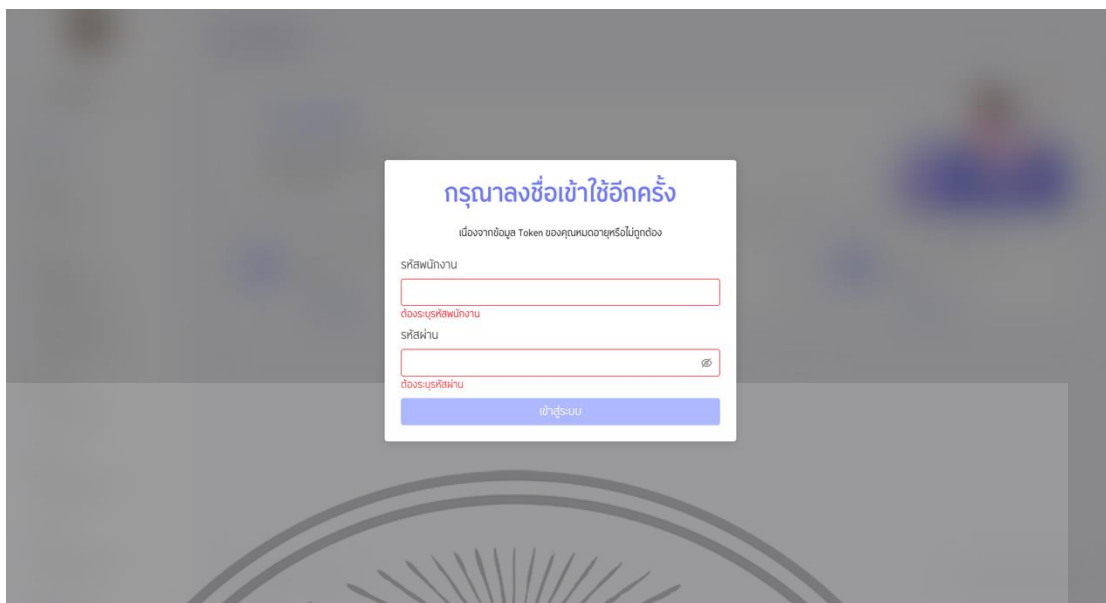 กรุณาลงชื่อเข้าใช้อีกครั้ง
เนื่องจากข้อมูล Token ของคุณหมดอายุหรือไม่ถูกต้อง
รหัสพนักงาน
ต้องระบุรหัสพนักงาน
รหัสผ่าน
ต้องระบุรหัสผ่าน
เข้าสู่ระบบ